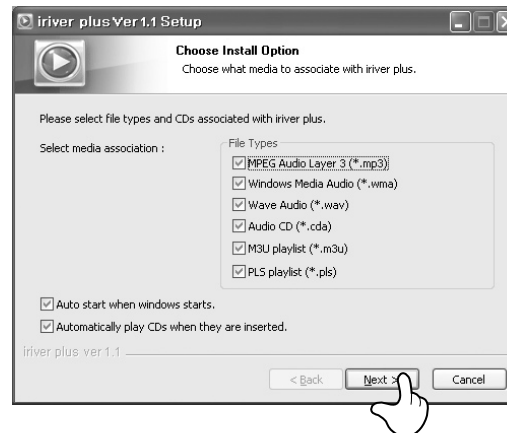 iriver plus Ver 1.1 Setup
Choose Install Option
Choose what media to associate with iriver plus.
Please select file types and CDs associated with iriver plus.
Select media association :
File Types
MPEG Audio Layer 3 (*.mp3)
Windows Media Audio (*.wma)
Wave Audio (*.wav)
Audio CD (*.cda)
M3U playlist (*.m3u)
PLS playlist (*.pls)
Auto start when windows starts.
Automatically play CDs when they are inserted.
iriver plus ver 1.1
< Back Next > Cancel